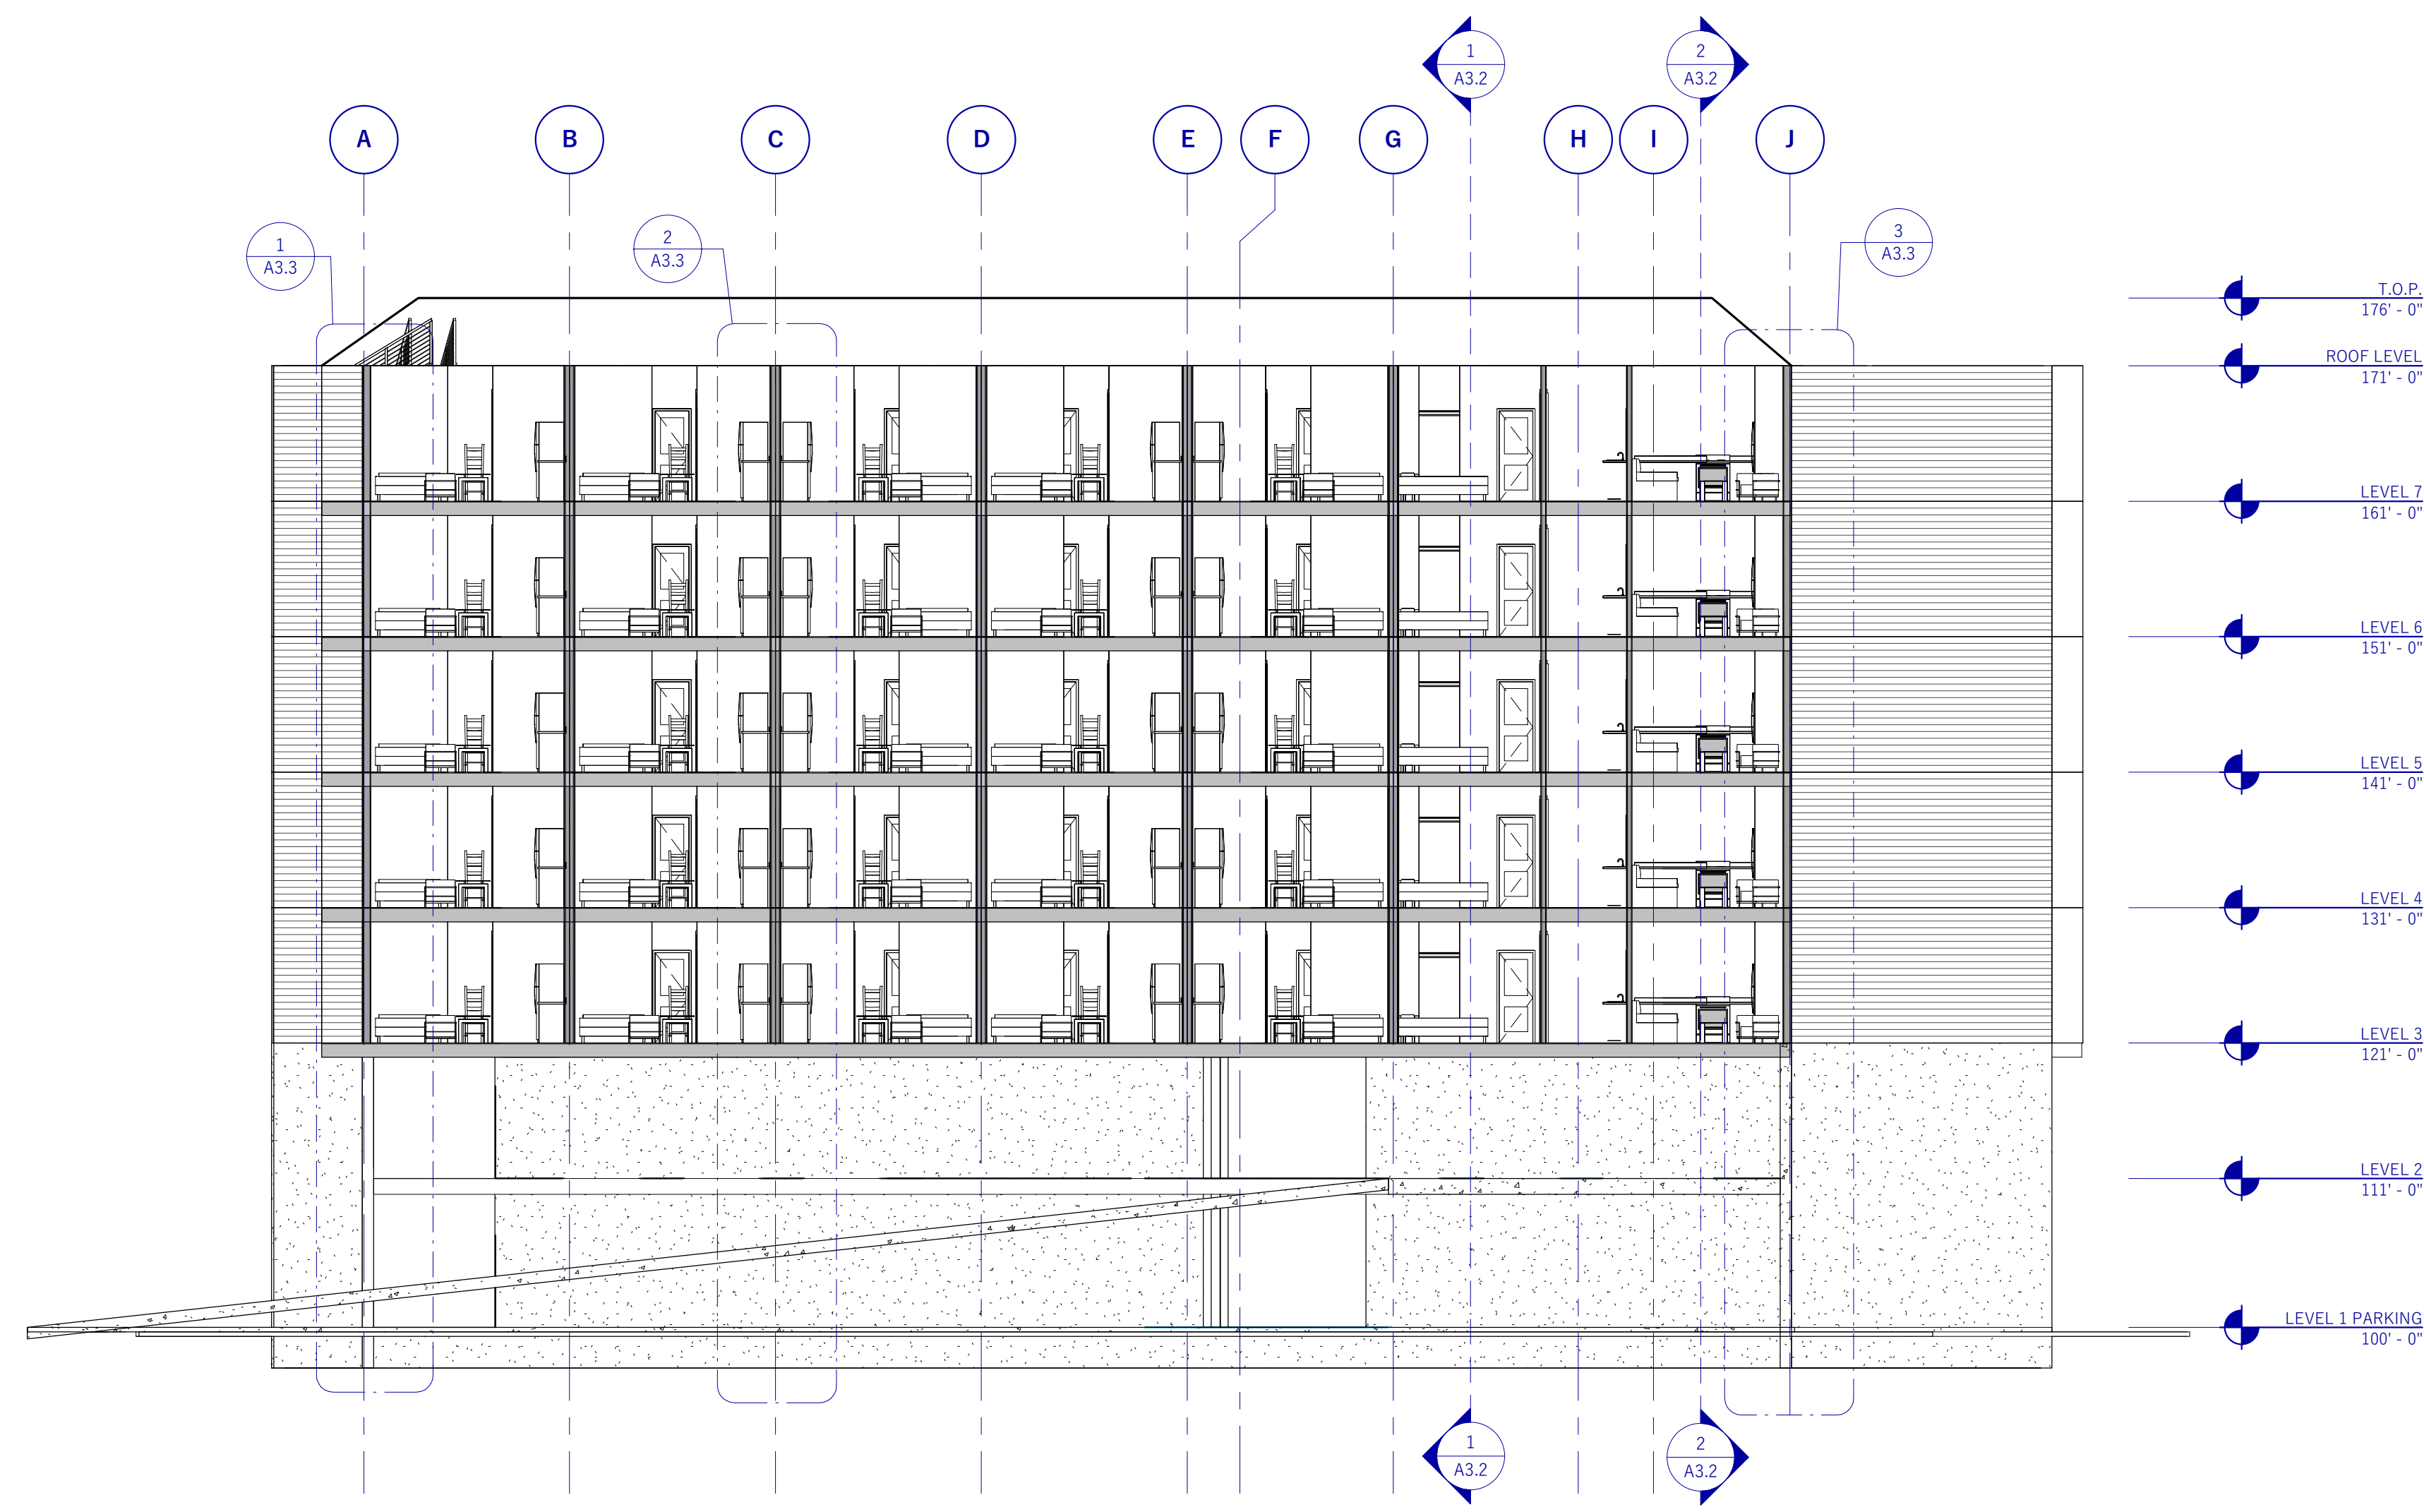 1
A3.2
2
A3.2
A
B
C
D
E
F
G
H
I
J
1
A3.3
2
A3.3
3
A3.3
T.O.P.
176' - 0"
ROOF LEVEL
171' - 0"
LEVEL 7
161' - 0"
LEVEL 6
151' - 0"
LEVEL 5
141' - 0"
LEVEL 4
131' - 0"
LEVEL 3
121' - 0"
LEVEL 2
111' - 0"
LEVEL 1 PARKING
100' - 0"
1
A3.2
2
A3.2